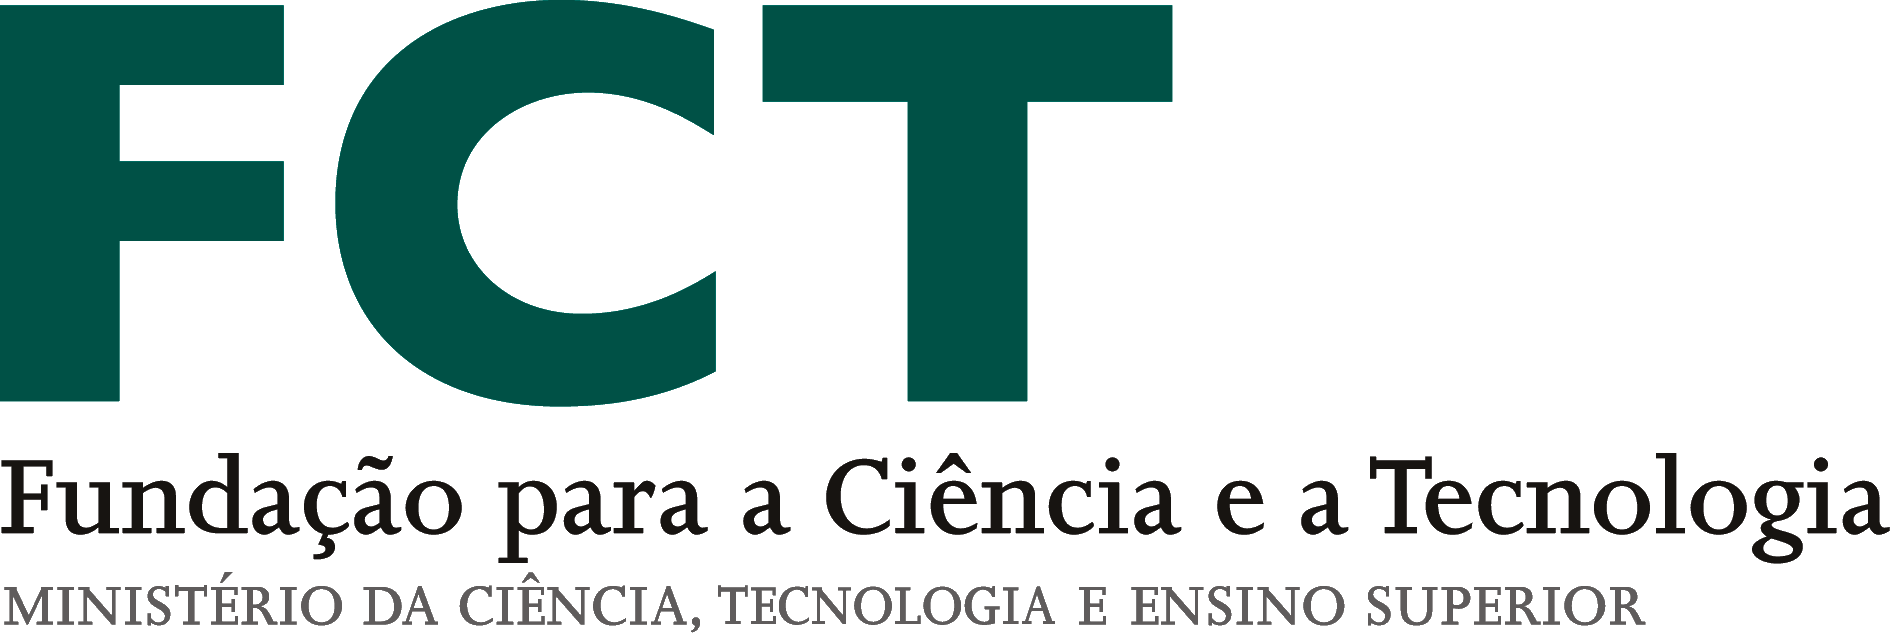 FCT
Fundação para a Ciência e a Tecnologia
MINISTÉRIO DA CIÊNCIA, TECNOLOGIA E ENSINO SUPERIOR